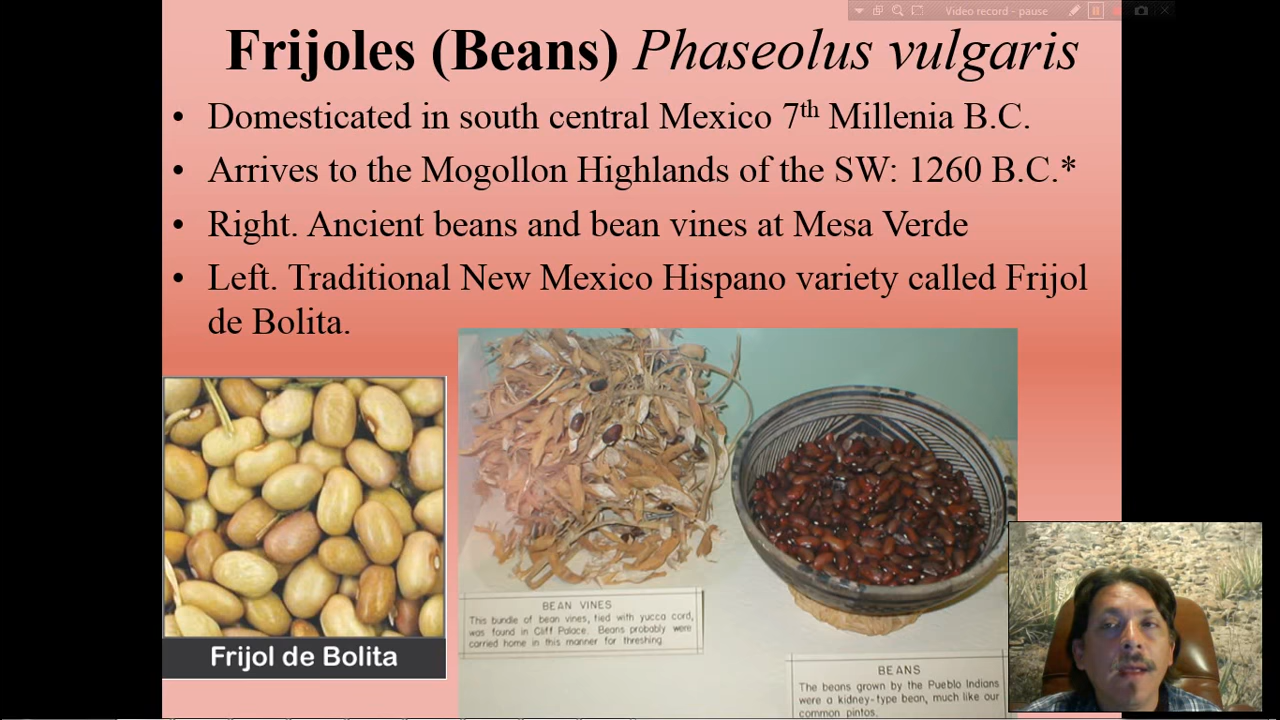 Video record - pause
Frijoles (Beans) Phaseolus vulgaris
• Domesticated in south central Mexico 7th Millenia B.C.
• Arrives to the Mogollon Highlands of the SW: 1260 B.C.*
• Right. Ancient beans and bean vines at Mesa Verde
• Left. Traditional New Mexico Hispano variety called Frijol
de Bolita.
Frijol de Bolita
BEAN VINES
This bundle of bean vines, tied with yucca cord,
was found in Cliff Palace. Beans probably were
carried home in this manner for threshing.
BEANS
The beans grown by the Pueblo Indians
were a kidney-type bean, much like our
common pintos.